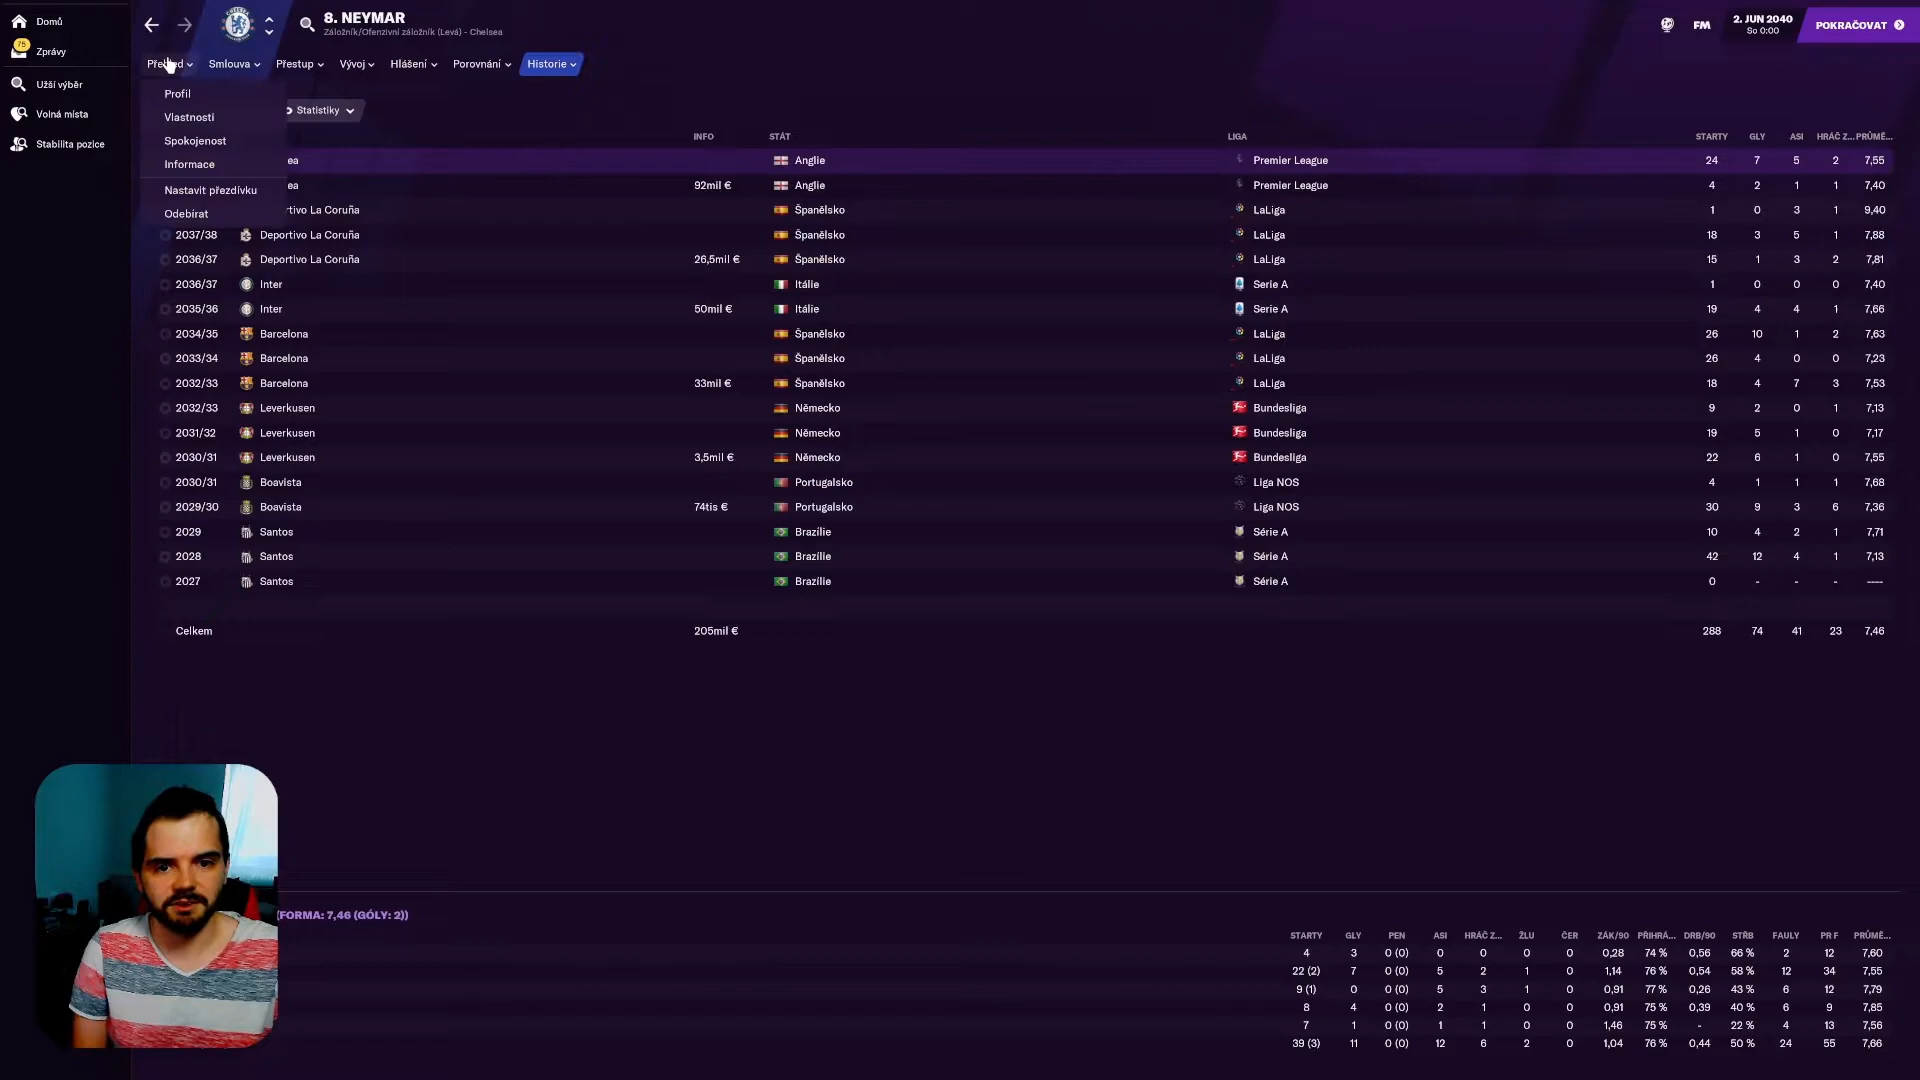 Domů
75
Zprávy
Užší výběr
Volná místa
Stabilita pozice
8. NEYMAR
Záložník/Ofenzivní záložník (Levá) - Chelsea
FM
2. JUN 2040
So 0:00
POKRAČOVAT
Smlouva
Přestup
Vývoj
Hlášení
Porovnání
Historie
Profil
Vlastnosti
Spokojenost
Informace
Nastavit přezdívku
Odebírat
Statistiky
INFO STÁT LIGA STARTY GLY ASI HRÁČ Z... PRŮMĚ...
ea Anglie Premier League 24 7 5 2 7,55
ea 92mil € Anglie Premier League 4 2 1 1 7,40
rtivo La Coruña Španělsko LaLiga 1 0 3 1 9,40
2037/38 Deportivo La Coruña Španělsko LaLiga 18 3 5 1 7,88
2036/37 Deportivo La Coruña 26,5mil € Španělsko LaLiga 15 1 3 2 7,81
2036/37 Inter Itálie Serie A 1 0 0 0 7,40
2035/36 Inter 50mil € Itálie Serie A 19 4 4 1 7,66
2034/35 Barcelona Španělsko LaLiga 26 10 1 2 7,63
2033/34 Barcelona Španělsko LaLiga 26 4 0 0 7,23
2032/33 Barcelona 33mil € Španělsko LaLiga 18 4 7 3 7,53
2032/33 Leverkusen Německo Bundesliga 9 2 0 1 7,13
2031/32 Leverkusen Německo Bundesliga 19 5 1 0 7,17
2030/31 Leverkusen 3,5mil € Německo Bundesliga 22 6 1 0 7,55
2030/31 Boavista Portugalsko Liga NOS 4 1 1 1 7,68
2029/30 Boavista 74tis € Portugalsko Liga NOS 30 9 3 6 7,36
2029 Santos Brazílie Série A 10 4 2 1 7,71
2028 Santos Brazílie Série A 42 12 4 1 7,13
2027 Santos Brazílie Série A 0 - - - ----
Celkem 205mil € 288 74 41 23 7,46
(FORMA: 7,46 (GÓLY: 2))
STARTY GLY PEN ASI HRÁČ Z... ŽLU ČER ZÁK/90 PŘIHRÁ... DRB/90 STŘB FAULY PR F PRŮMĚ...
4 3 0 (0) 0 0 0 0 0,28 74 % 0,56 66 % 2 12 7,60
22 (2) 7 0 (0) 5 2 1 0 1,14 76 % 0,54 58 % 12 34 7,55
9 (1) 0 0 (0) 5 3 1 0 0,91 77 % 0,26 43 % 6 12 7,79
8 4 0 (0) 2 1 0 0 0,91 75 % 0,39 40 % 6 9 7,85
7 1 0 (0) 1 1 0 0 1,46 75 % - 22 % 4 13 7,56
39 (3) 11 0 (0) 12 6 2 0 1,04 76 % 0,44 50 % 24 55 7,66